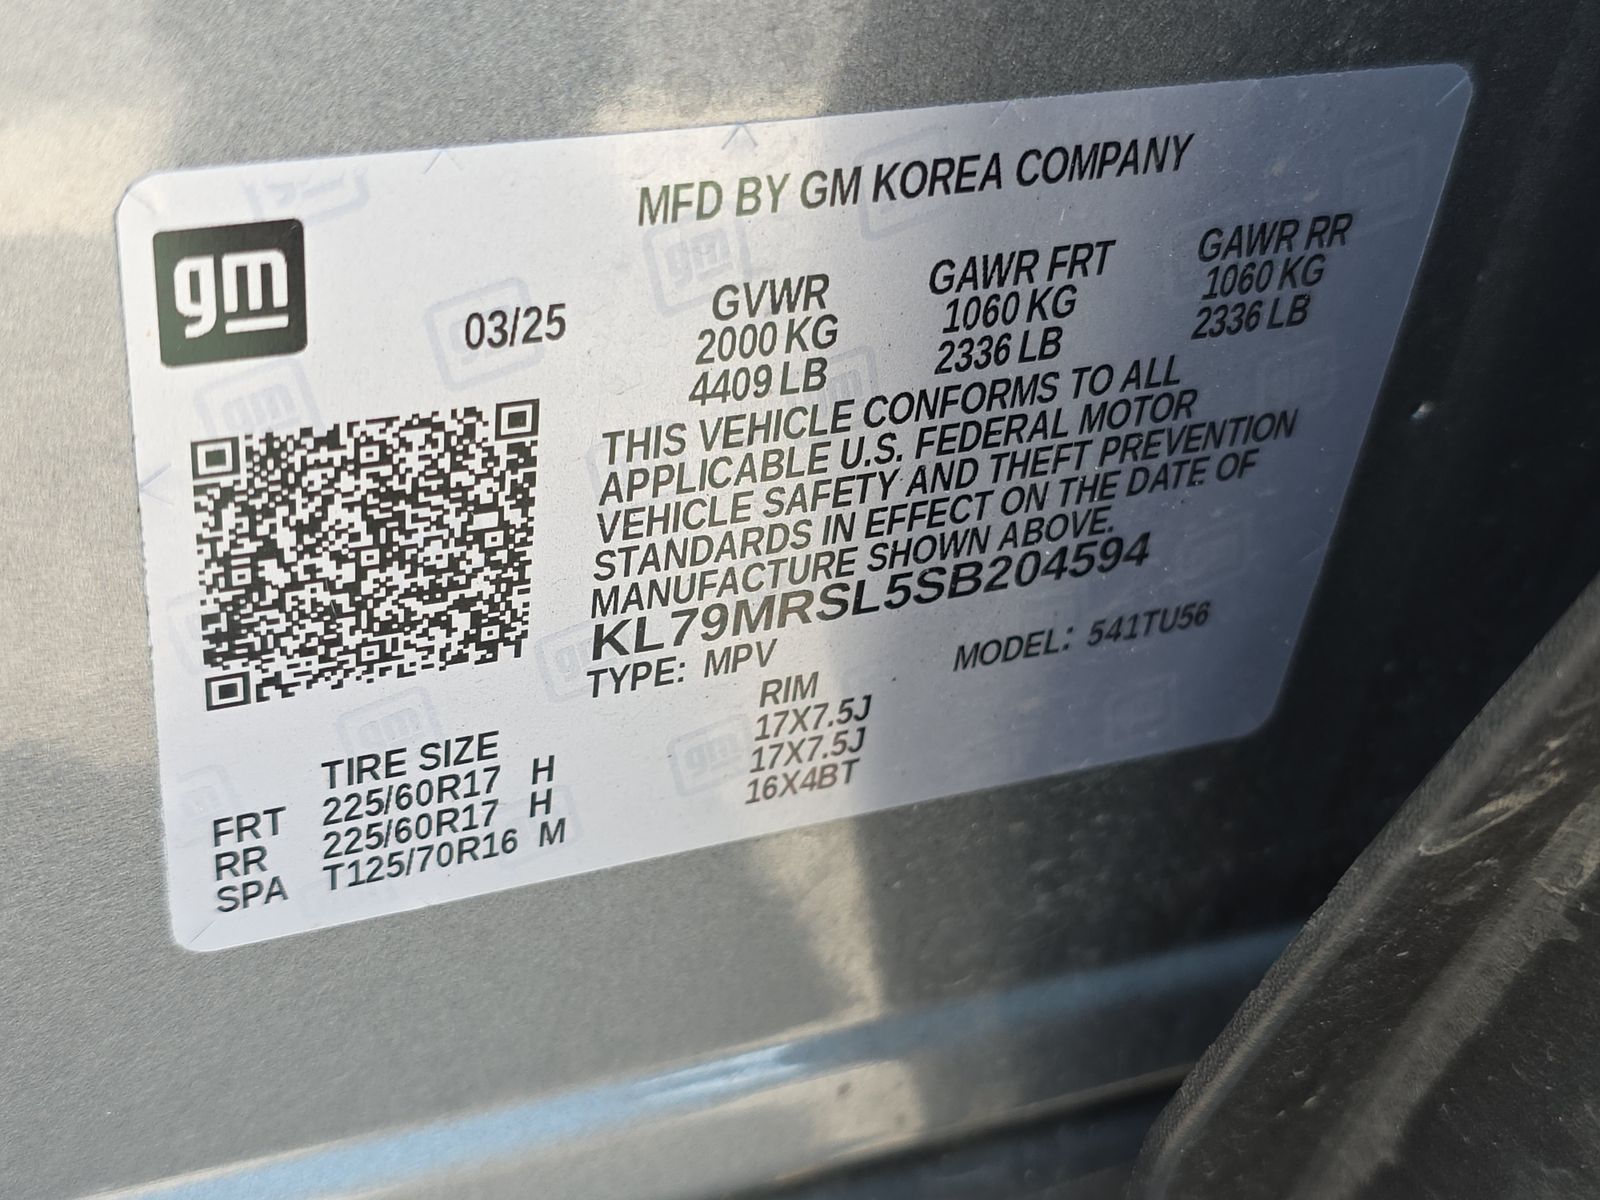 MFD BY GM KOREA COMPANY
gm
03/25
GVWR GAWR FRT GAWR RR
2000 KG 1060 KG 1060 KG
4409 LB 2336 LB 2336 LB
THIS VEHICLE CONFORMS TO ALL
APPLICABLE U.S. FEDERAL MOTOR
VEHICLE SAFETY AND THEFT PREVENTION
STANDARDS IN EFFECT ON THE DATE OF
MANUFACTURE SHOWN ABOVE.
KL79MRSL5SB204594
TYPE: MPV MODEL: 541TU56
TIRE SIZE RIM
FRT 225/60R17 H 17X7.5J
RR 225/60R17 H 17X7.5J
SPA T125/70R16 M 16X4BT